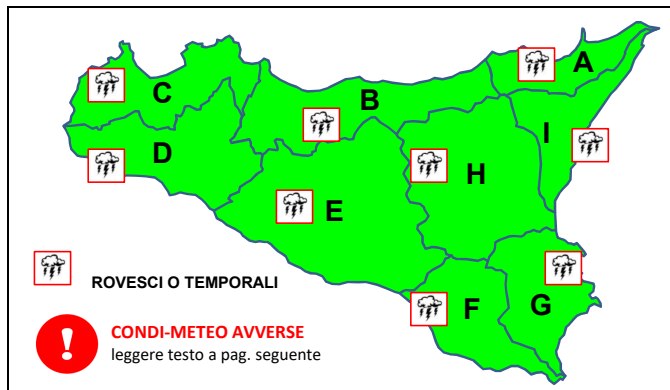 A
C
B
I
D
H
E
ROVESCI O TEMPORALI
F
G
CONDI-METEO AVVERSE
leggere testo a pag. seguente